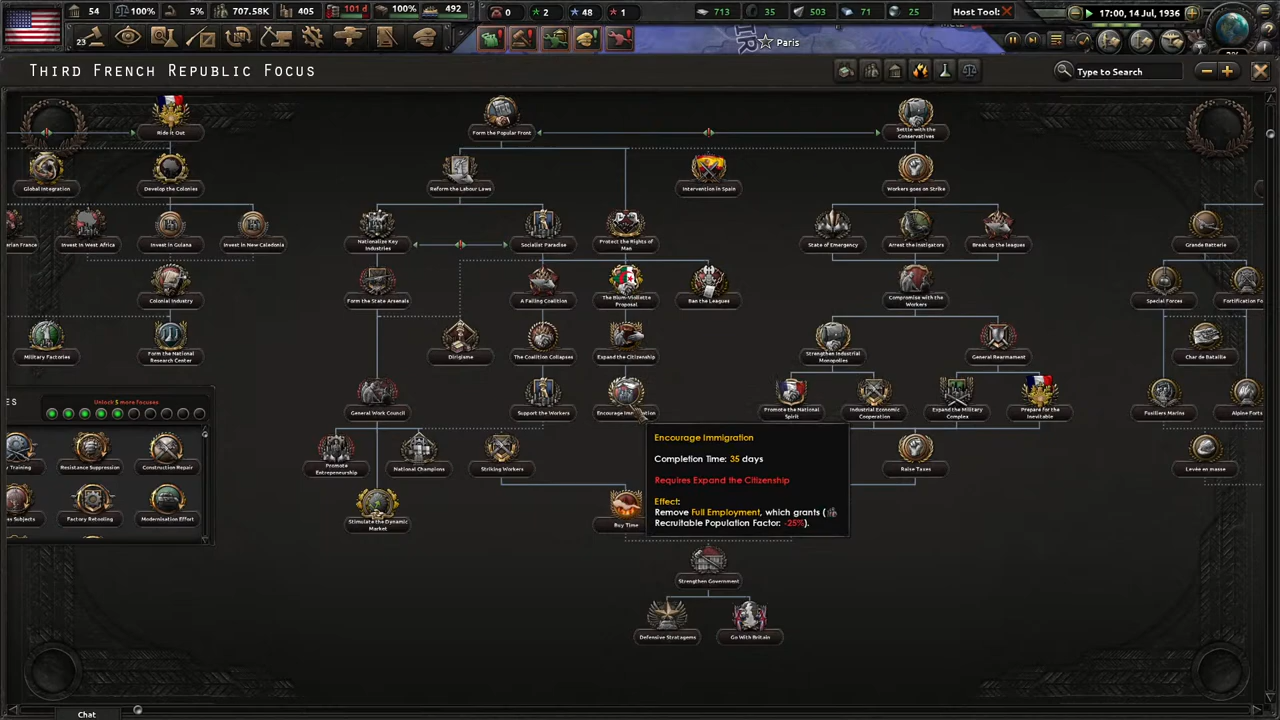 54
100%
5%
707.58K
405
101 d
100%
492
0
2
48
1
713
35
503
71
25
Host Tool:
17:00, 14 Jul, 1936
23
Paris
THIRD FRENCH REPUBLIC FOCUS
Type to Search
Ride It Out
Form the Popular Front
Settle with the Conservatives
Global Integration
Develop the Colonies
Reform the Labour Laws
Intervention in Spain
Workers goes on Strike
Invest in West Africa
Invest in Guiana
Invest in New Caledonia
Nationalize Key Industries
Socialist Paradise
Protect the Rights of Man
State of Emergency
Arrest the Instigators
Break up the leagues
Grande Batterie
Colonial Industry
Form the State Arsenals
A Failing Coalition
The Blum-Viollette Proposal
Ban the Leagues
Compromise with the Workers
Special Forces
Military Factories
Form the National Research Center
Dirigisme
The Coalition Collapses
Expand the Citizenship
Strengthen Industrial Monopolies
General Rearmament
Char de Bataille
Unlock 5 more focuses
General Work Council
Support the Workers
Promote the National Spirit
Industrial Economic Cooperation
Expand the Military Complex
Prepare for the Inevitable
Fusiliers Marins
Resistance Suppression
Construction Repair
Promote Entrepeneurship
National Champions
Striking Workers
Raise Taxes
Levée en masse
Factory Retooling
Modernisation Effort
Stimulate the Dynamic Market
Buy Time
Encourage Immigration
Completion Time: 35 days
Requires Expand the Citizenship
Effect:
Remove Full Employment, which grants (
Recruitable Population Factor: -25%).
Strengthen Government
Defensive Stratagems
Go With Britain
Chat